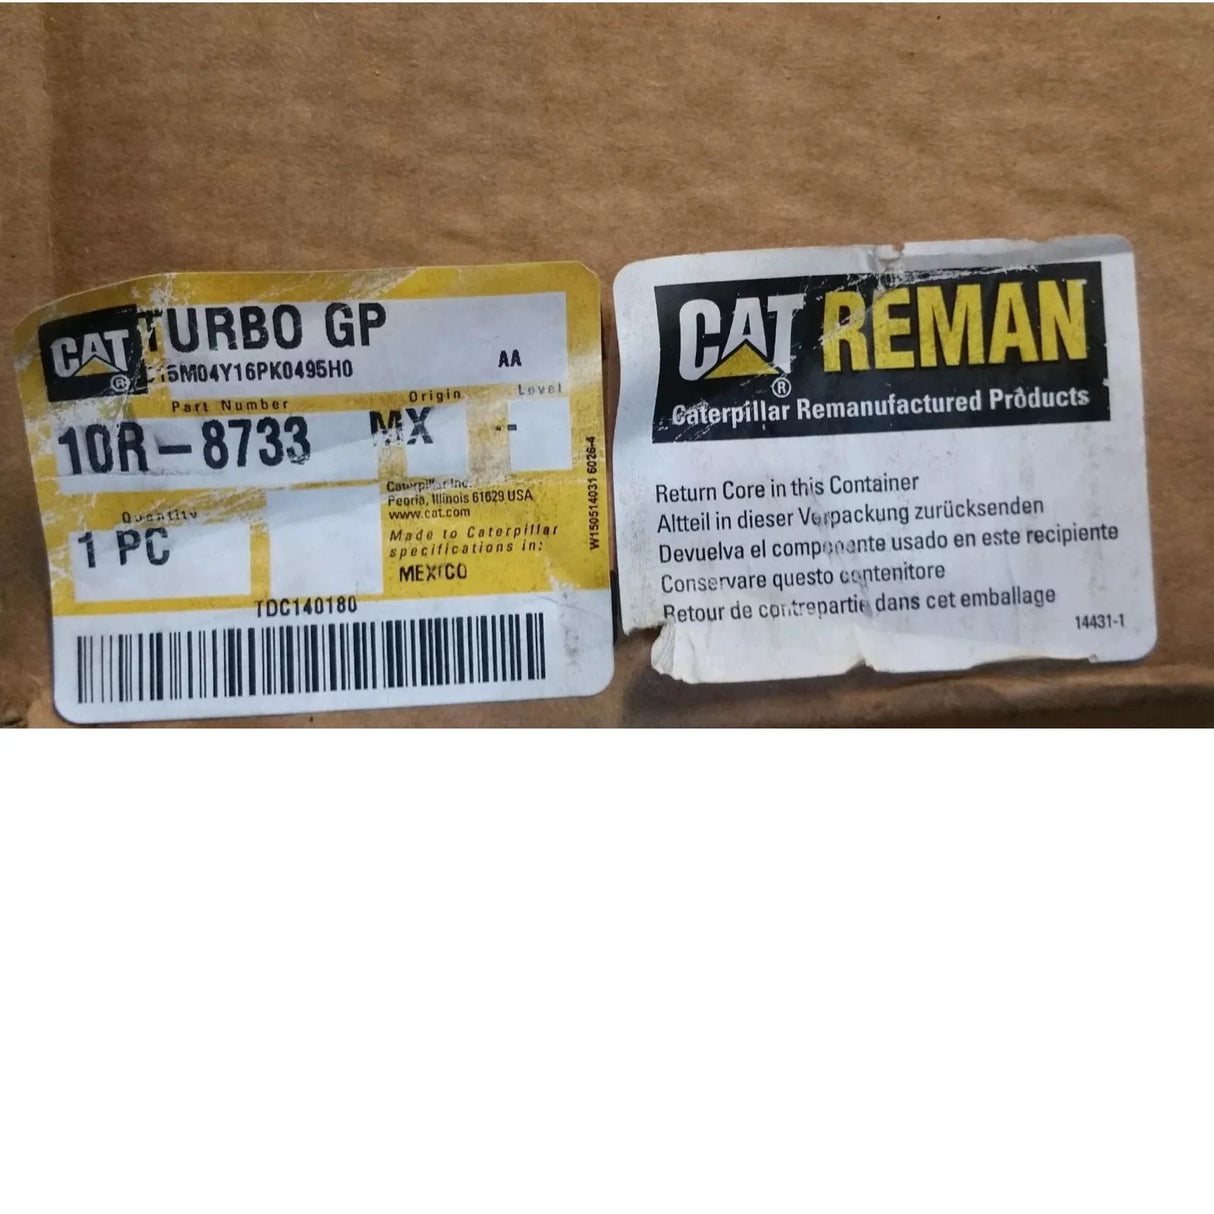 CAT
®
TURBO GP
15M04Y16PK0495H0
AA
Part Number
Origin
Level
10R-8733
MX
--
Quantity
1 PC
Caterpillar Inc.
Peoria, Illinois 61629 USA
www.cat.com
Made to Caterpillar
specifications in:
MEXICO
W150514031 6026-4
TDC140180
CAT REMAN
®
Caterpillar Remanufactured Products
Return Core in this Container
Altteil in dieser Verpackung zurücksenden
Devuelva el componente usado en este recipiente
Conservare questo contenitore
Retour de contrepartie dans cet emballage
14431-1